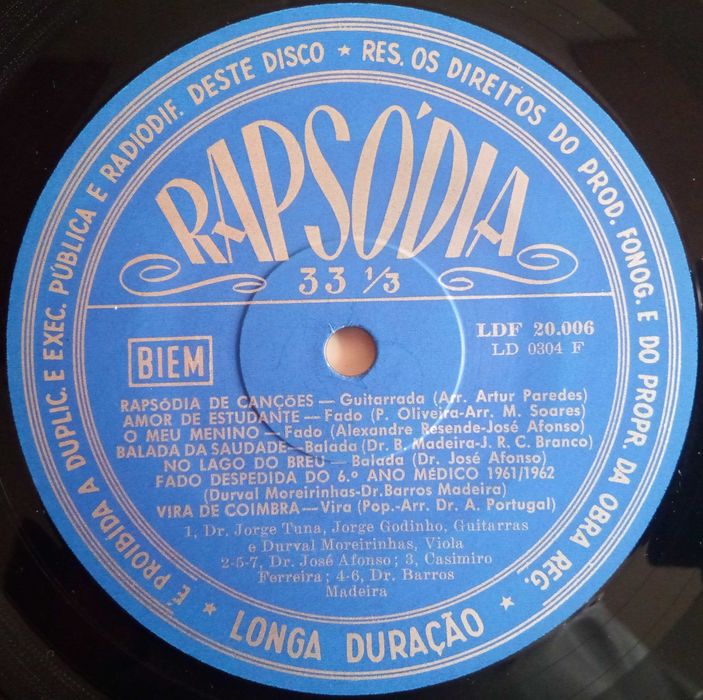 É PROIBÍDA A DUPLIC. E EXEC. PÚBLICA E RADIODIF. DESTE DISCO ★ RES. OS DIREITOS DO PROD. FONOG. E DO PROPR. DA OBRA REG. ★
RAPSÓDIA
33 1/3
BIEM
LDF 20.006
LD 0304 F
RAPSÓDIA DE CANÇÕES — Guitarrada (Arr. Artur Paredes)
AMOR DE ESTUDANTE — Fado (P. Oliveira-Arr. M. Soares)
O MEU MENINO — Fado (Alexandre Resende-José Afonso)
BALADA DA SAUDADE — Balada (Dr. B. Madeira-J. R. C. Branco)
NO LAGO DO BREU — Balada (Dr. José Afonso)
FADO DESPEDIDA DO 6.º ANO MÉDICO 1961/1962
(Durval Moreirinhas-Dr. Barros Madeira)
VIRA DE COIMBRA — Vira (Pop.-Arr. Dr. A. Portugal)
1, Dr. Jorge Tuna, Jorge Godinho, Guitarras
e Durval Moreirinhas, Viola
2-5-7, Dr. José Afonso; 3, Casimiro
Ferreira; 4-6, Dr. Barros
Madeira
★ LONGA DURAÇÃO ★